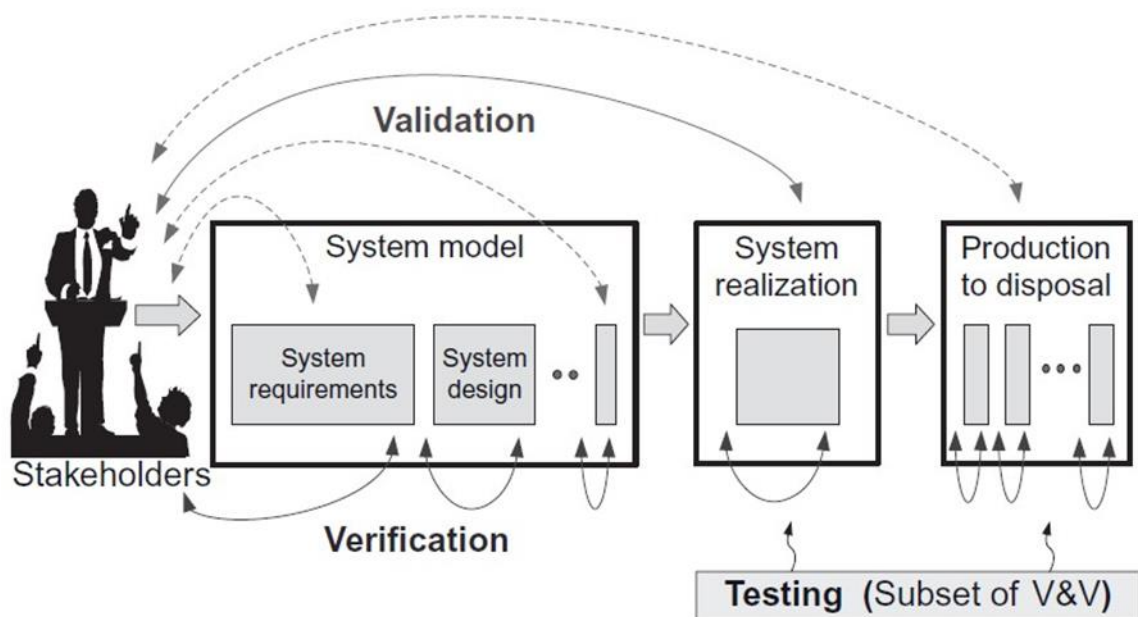 Validation
System model
System
realization
Production
to disposal
System
requirements
System
design
Stakeholders
Verification
Testing (Subset of V&V)